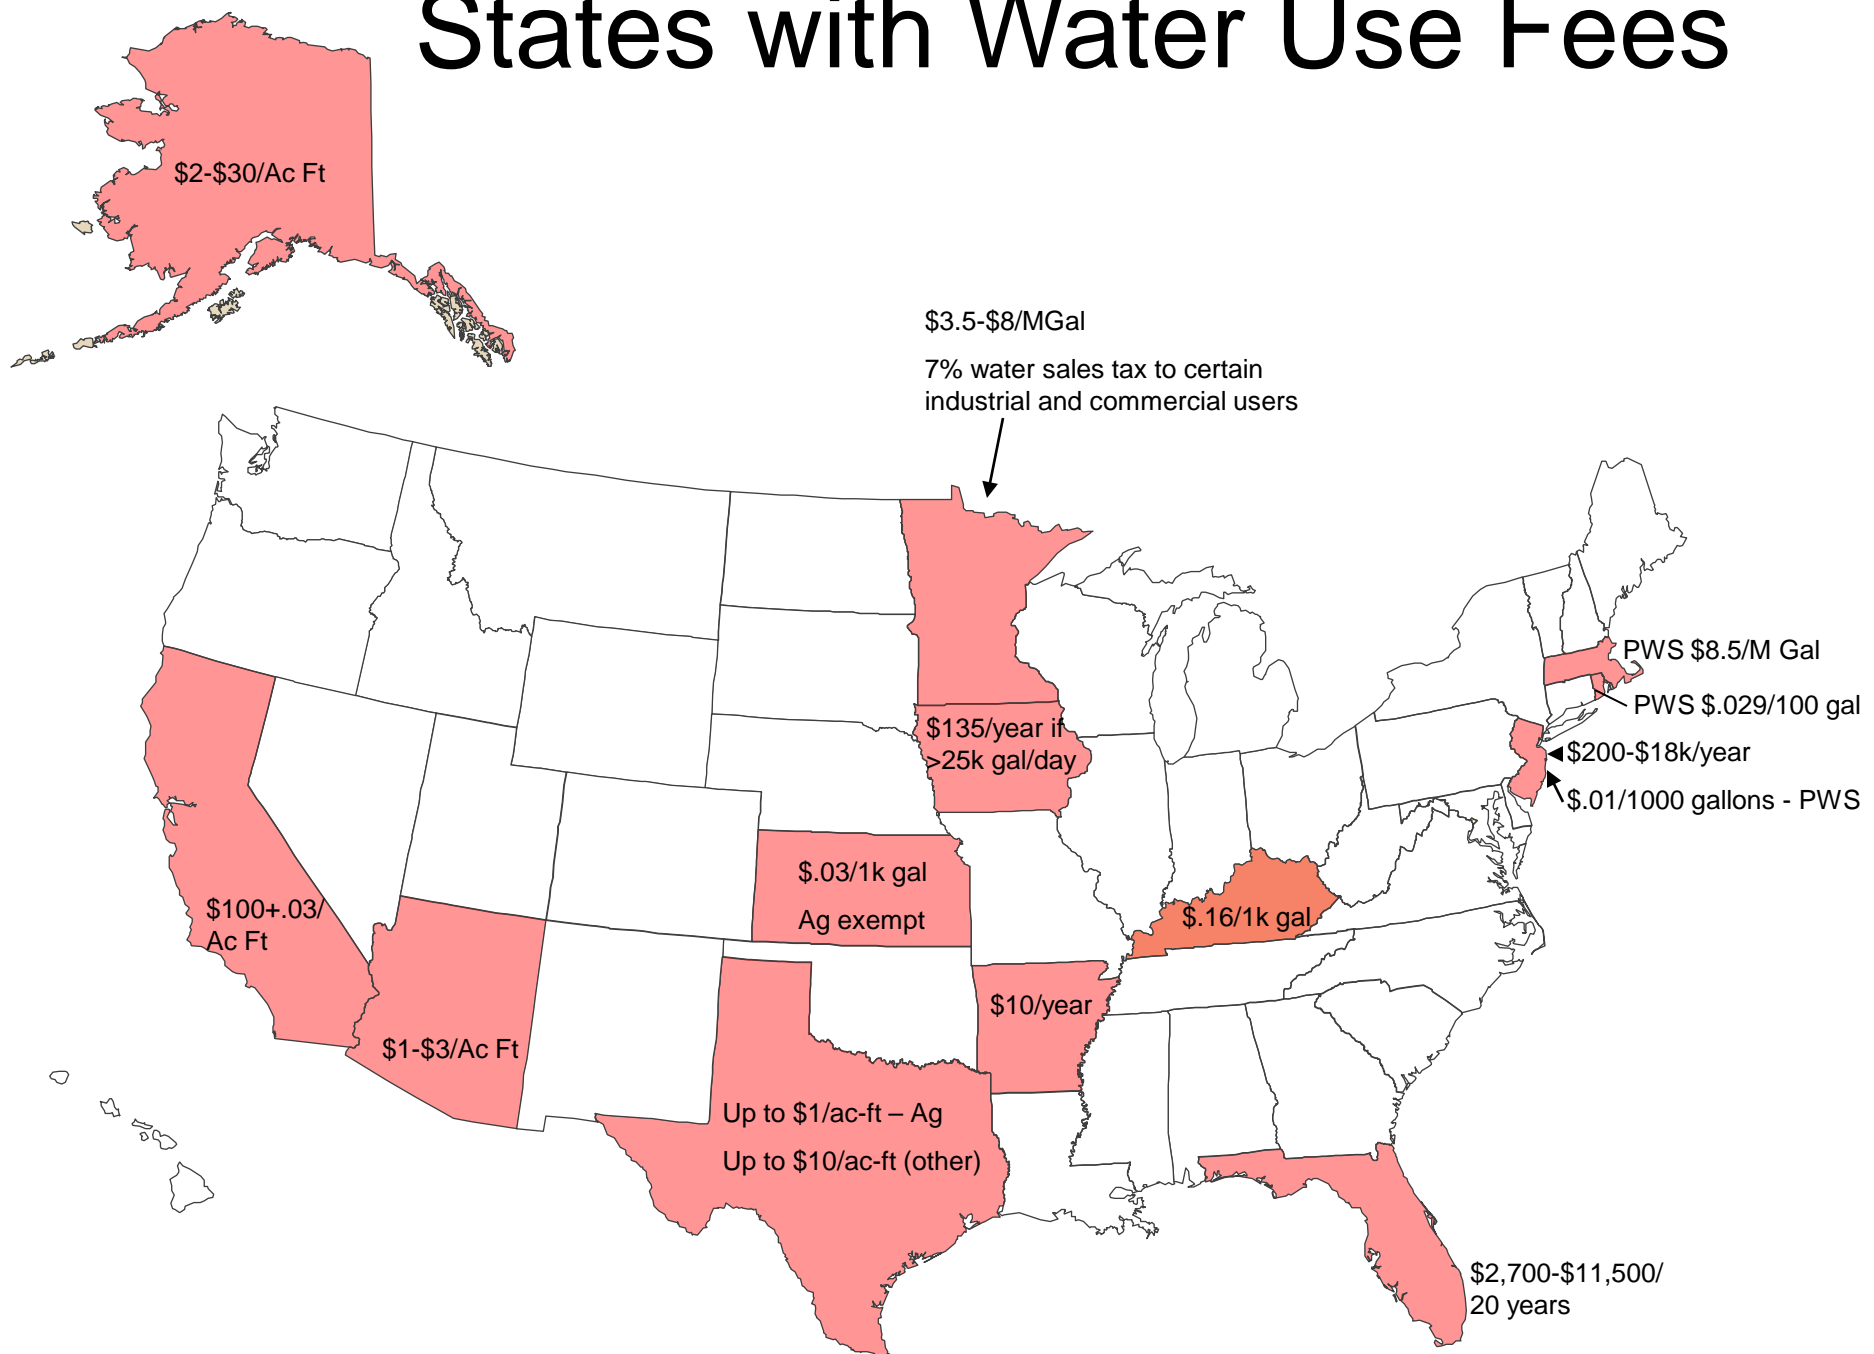 States with Water Use Fees
$2-$30/Ac Ft
$3.5-$8/MGal
7% water sales tax to certain
industrial and commercial users
PWS $8.5/M Gal
PWS $.029/100 gal
$135/year if
>25k gal/day
$200-$18k/year
$.01/1000 gallons - PWS
$.03/1k gal
Ag exempt
$100+.03/
Ac Ft
$.16/1k gal
$10/year
$1-$3/Ac Ft
Up to $1/ac-ft – Ag
Up to $10/ac-ft (other)
$2,700-$11,500/
20 years